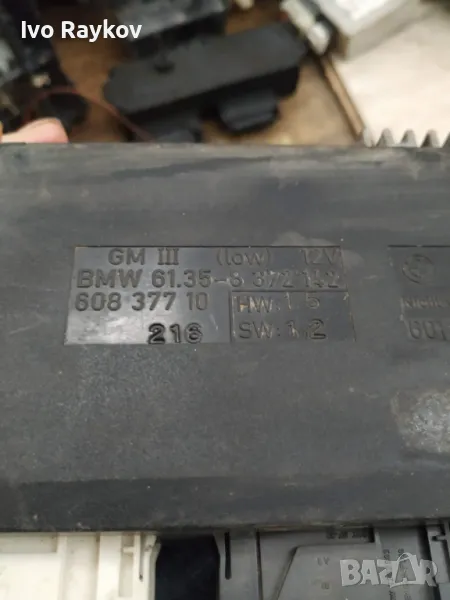 Ivo Raykov
GM III (low) 12V
BMW 61.35-8 372 142
608 377 10 HW: 1.5
216 SW: 1.2
BAZAR